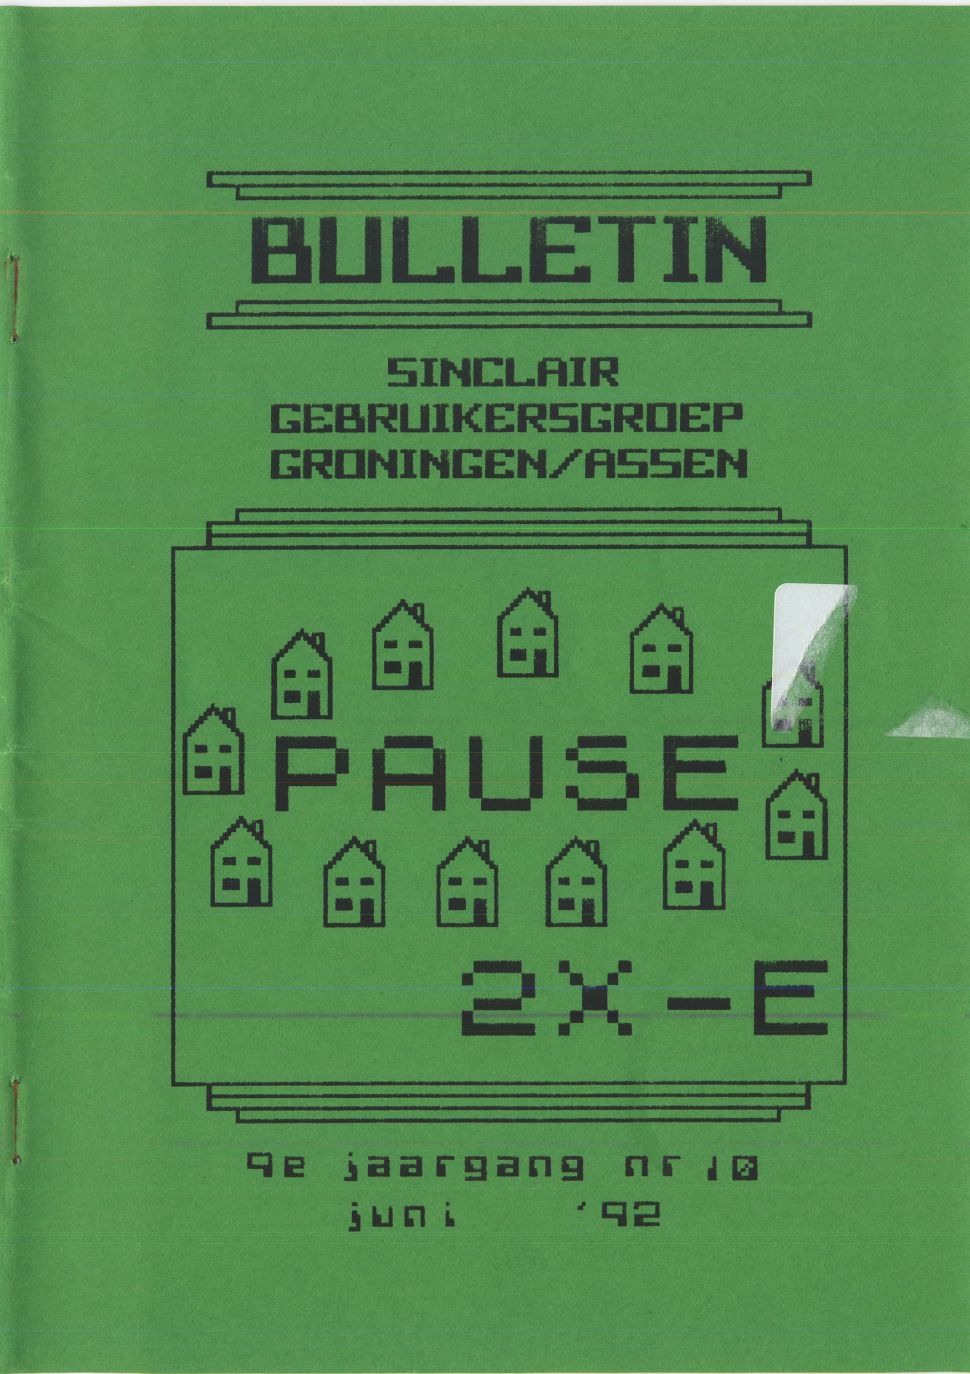 BULLETIN
SINCLAIR
GEBRUIKERSGROEP
GRONINGEN/ASSEN
PAUSE
2X-E
9e jaargang nr 10
juni '92